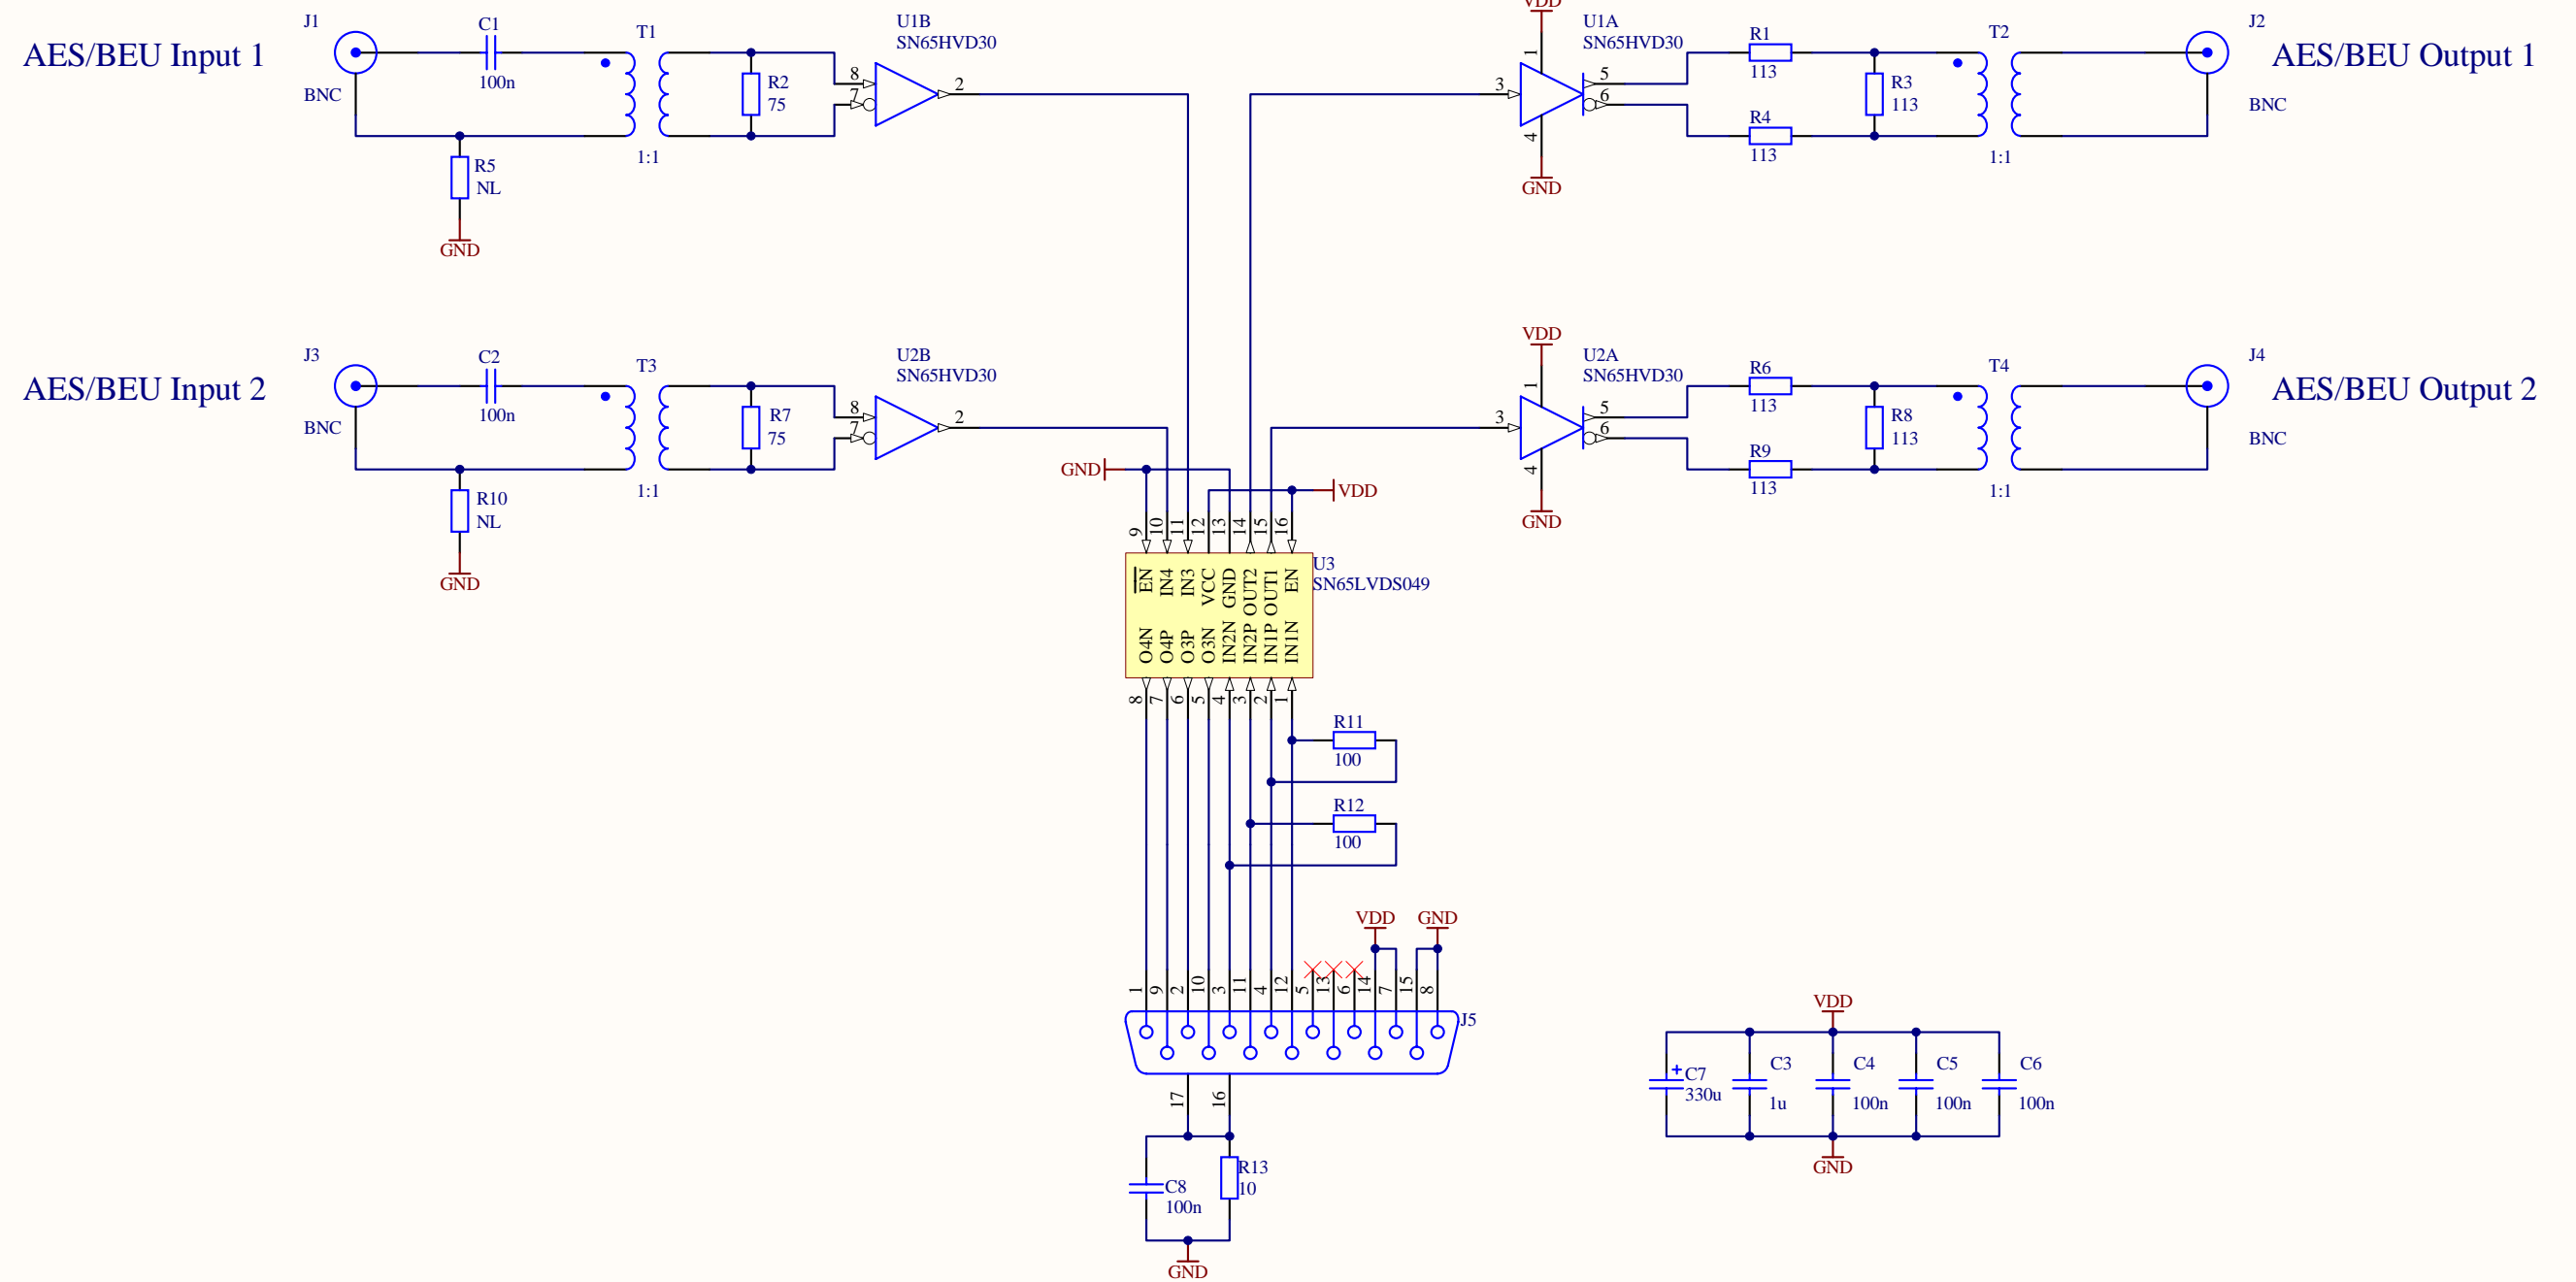 AES/BEU Input 1
J1
BNC
C1
100n
T1
1:1
R2
75
R5
NL
GND
U1B
SN65HVD30
8
7
2
VDD
U1A
SN65HVD30
1
3
4
5
6
GND
R1
113
R4
113
R3
113
T2
1:1
J2
BNC
AES/BEU Output 1
AES/BEU Input 2
J3
BNC
C2
100n
T3
1:1
R7
75
R10
NL
GND
U2B
SN65HVD30
8
7
2
VDD
U2A
SN65HVD30
1
3
4
5
6
GND
R6
113
R9
113
R8
113
T4
1:1
J4
BNC
AES/BEU Output 2
GND
VDD
9 10 11 12 13 14 15 16
U3
SN65LVDS049
EN IN4 IN3 VCC GND OUT2 OUT1 EN
O4N O4P O3P O3N IN2N IN2P IN1P IN1N
8 7 6 5 4 3 2 1
R11
100
R12
100
VDD GND
1 9 2 10 3 11 4 12 5 13 6 14 7 15 8
J5
17 16
C8
100n
R13
10
GND
VDD
+
C7
330u
C3
1u
C4
100n
C5
100n
C6
100n
GND